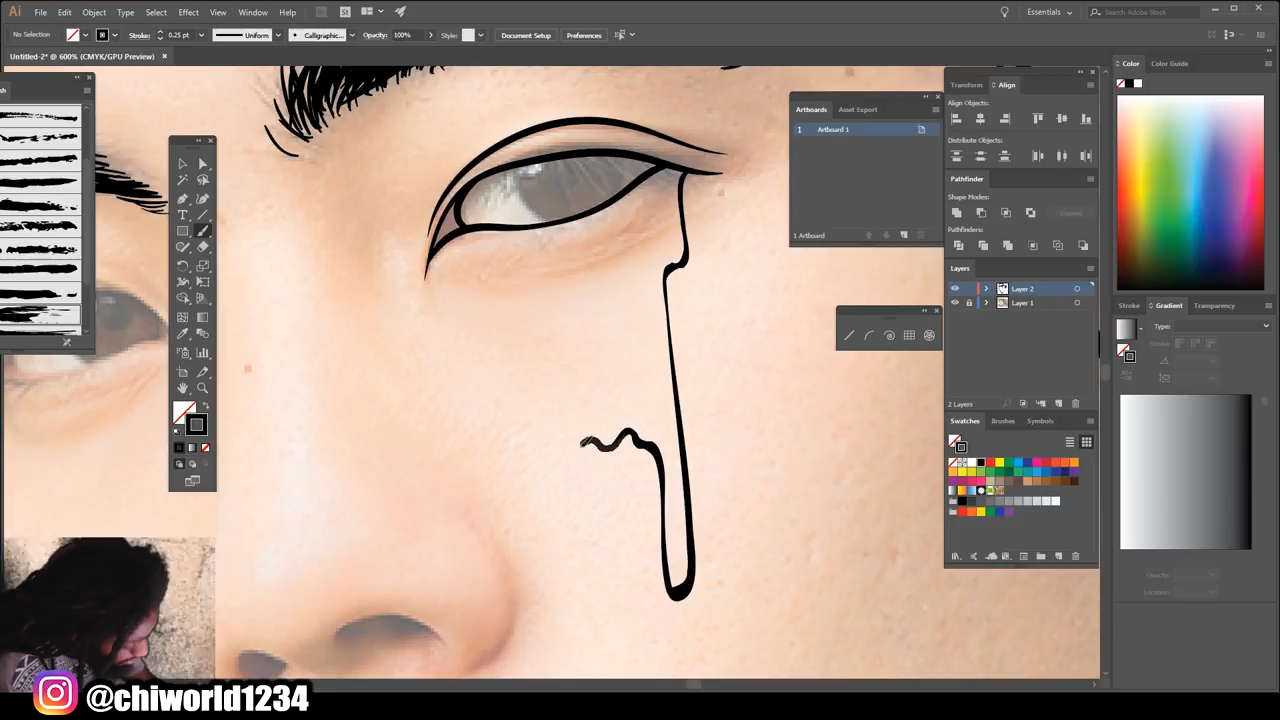 Ai File Edit Object Type Select Effect View Window Help St Essentials Search Adobe Stock
No Selection Stroke: 0.25 pt Uniform Calligraphic... Opacity: 100% Style: Document Setup Preferences
Untitled-2* @ 600% (CMYK/GPU Preview) ×
Color Color Guide
Transform Align
Align Objects:
Distribute Objects:
Artboards Asset Export
1 Artboard 1
1 Artboard
Pathfinder
Shape Modes:
Expand
Pathfinders:
Layers
Layer 2
Layer 1
2 Layers
Swatches Brushes Symbols
Stroke Gradient Transparency
Type:
Stroke:
Opacity:
Location:
@chiworld1234